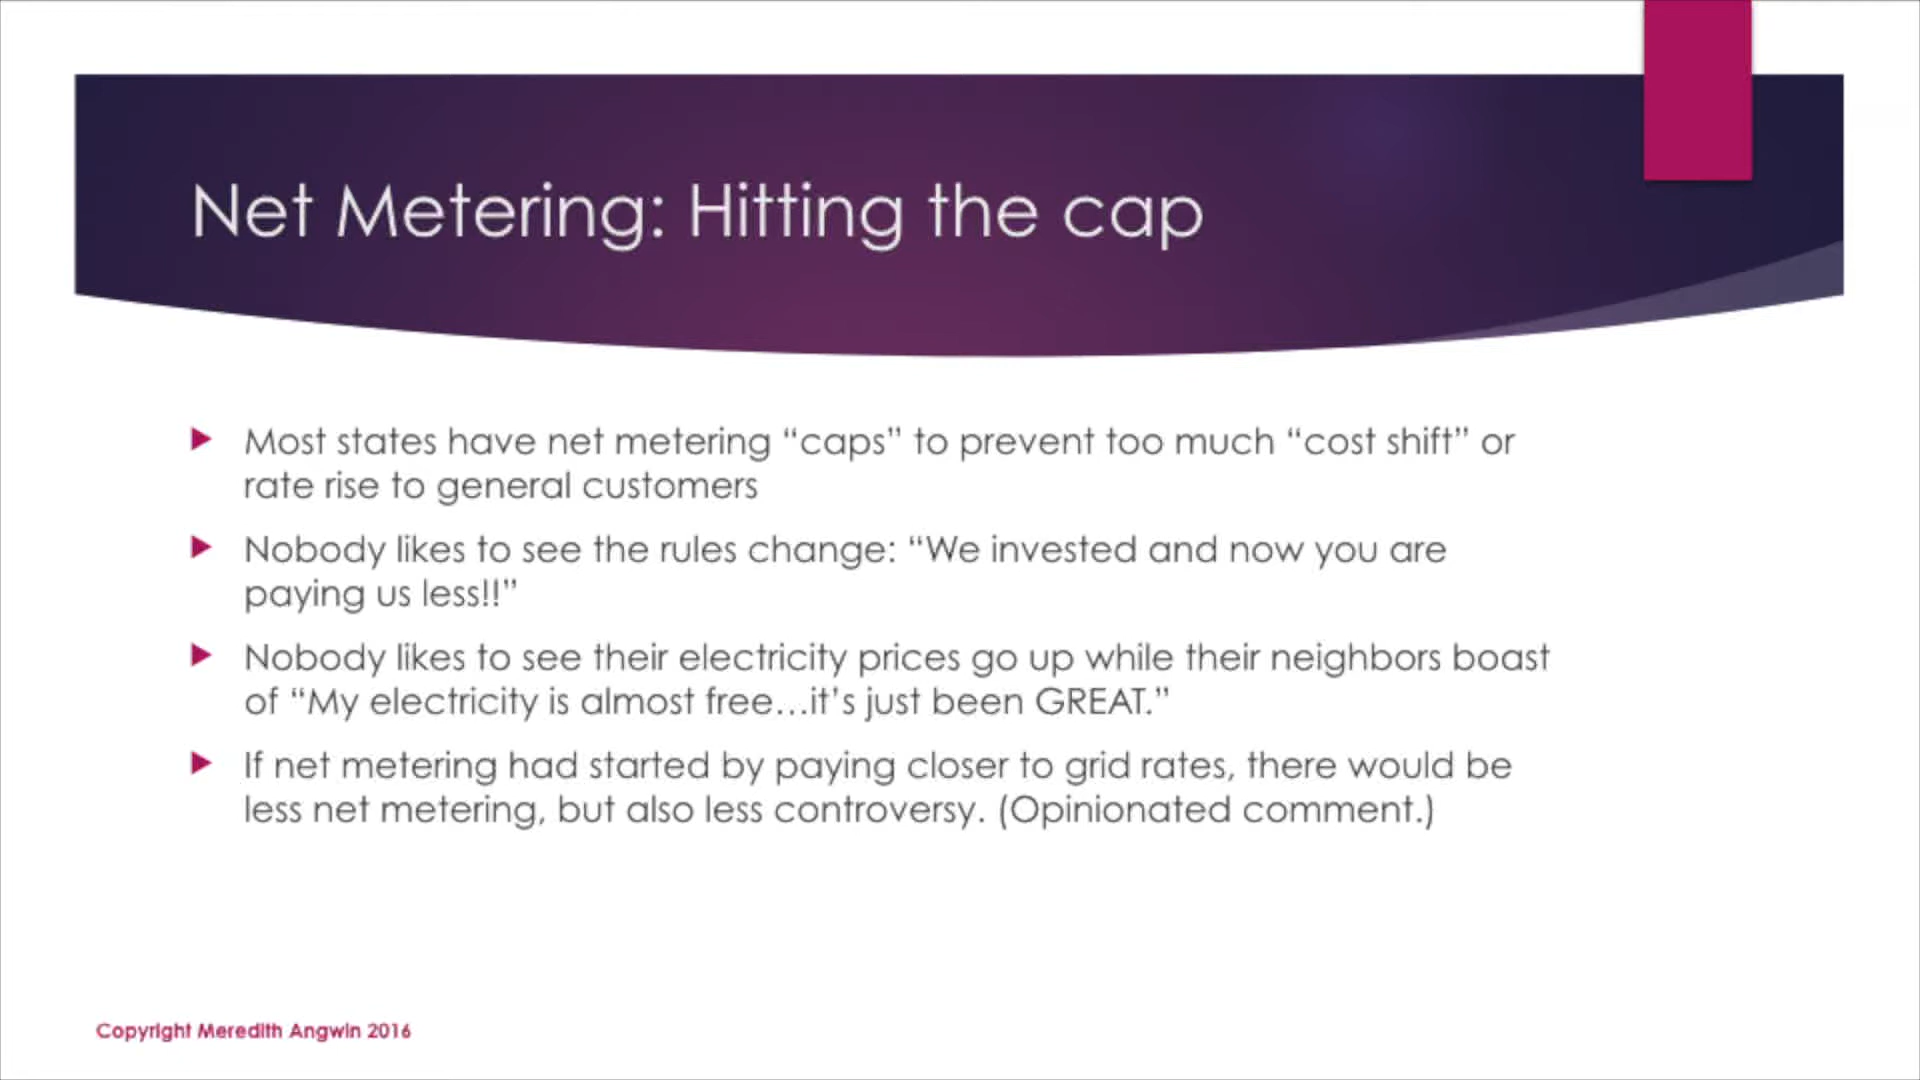 Net Metering: Hitting the cap
Most states have net metering “caps” to prevent too much “cost shift” or
rate rise to general customers
Nobody likes to see the rules change: “We invested and now you are
paying us less!!”
Nobody likes to see their electricity prices go up while their neighbors boast
of “My electricity is almost free…it’s just been GREAT.”
If net metering had started by paying closer to grid rates, there would be
less net metering, but also less controversy. (Opinionated comment.)
Copyright Meredith Angwin 2016